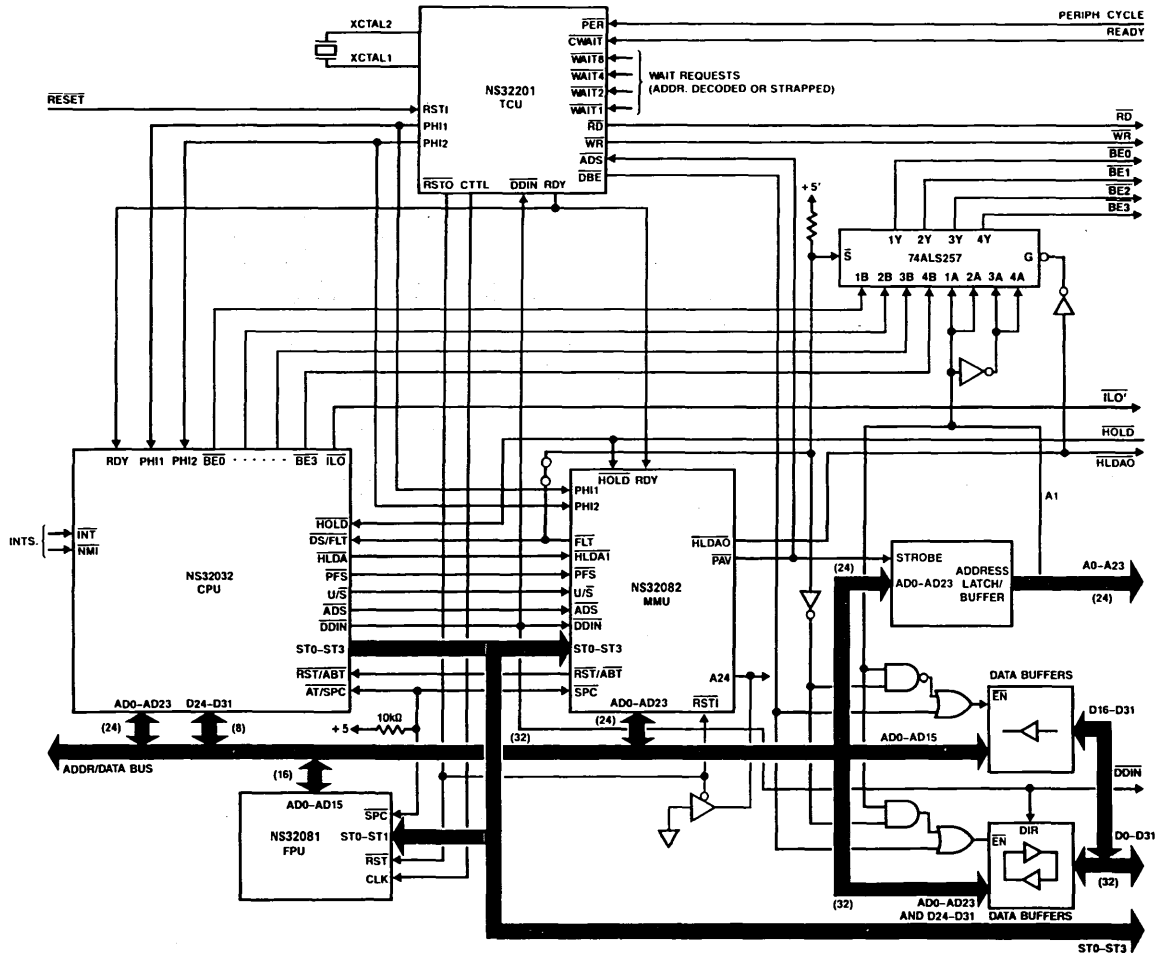 XCTAL2
XCTAL1
NS32201
TCU
RESET
RSTI
PHI1
PHI2
RSTO CTTL DDIN RDY
PER
CWAIT
WAIT8
WAIT4
WAIT2
WAIT1
RD
WR
ADS
DBE
PERIPH CYCLE
READY
WAIT REQUESTS
(ADDR. DECODED OR STRAPPED)
RD
WR
BE0
BE1
BE2
BE3
+5'
1Y 2Y 3Y 4Y
S 74ALS257 G
1B 2B 3B 4B 1A 2A 3A 4A
ILO'
HOLD
HLDAO
A1
RDY PHI1 PHI2 BE0 BE3 ILO
INTS.
INT
NMI
NS32032
CPU
HOLD
DS/FLT
HLDA
PFS
U/S
ADS
DDIN
ST0-ST3
RST/ABT
AT/SPC
AD0-AD23 D24-D31
(24) (8)
HOLD RDY
PHI1
PHI2
FLT
HLDA1
PFS
U/S
ADS
DDIN
ST0-ST3
RST/ABT
SPC
NS32082
MMU
HLDAO
PAV
A24
RSTI
AD0-AD23
(24)
+5
10kΩ
(32)
ADDR/DATA BUS
(16)
AD0-AD15
NS32081
FPU
SPC
ST0-ST1
RST
CLK
(24)
STROBE
AD0-AD23
ADDRESS
LATCH/
BUFFER
A0-A23
(24)
DATA BUFFERS
EN
AD0-AD15
D16-D31
DDIN
DIR
EN
D0-D31
(32)
(32)
AD0-AD23
AND D24-D31
DATA BUFFERS
ST0-ST3